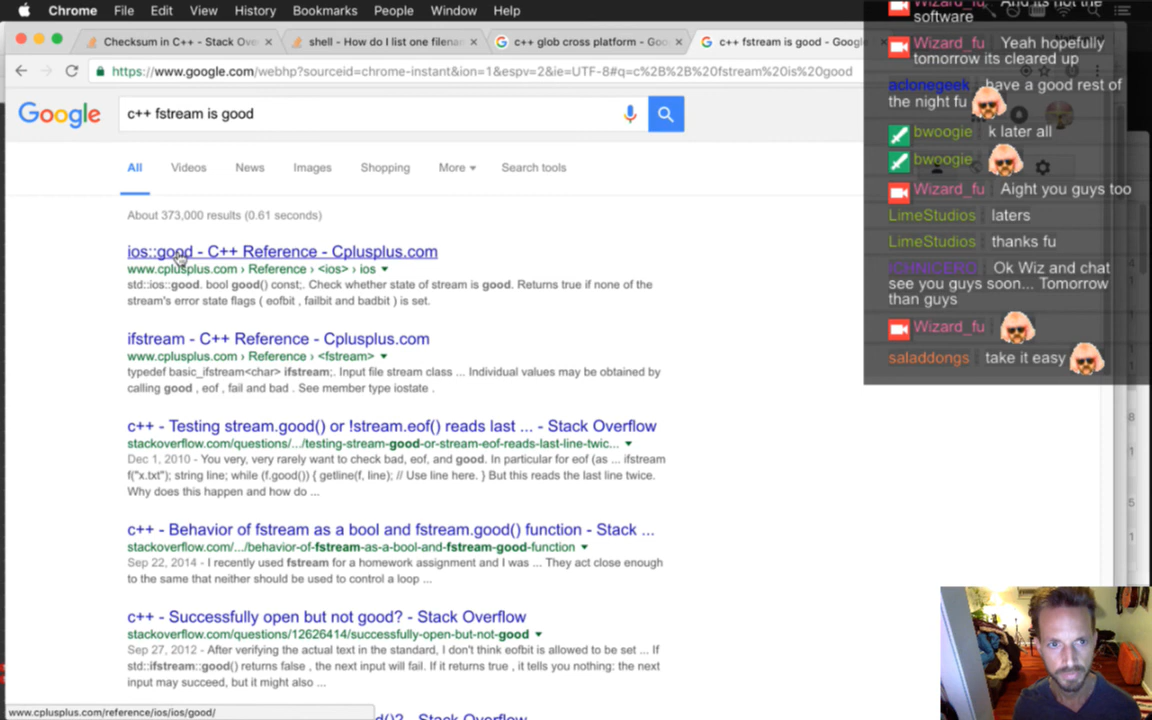 Chrome File Edit View History Bookmarks People Window Help
Checksum in C++ - Stack Ove
shell - How do I list one filenar
c++ glob cross platform - Goo
c++ fstream is good - Google
https://www.google.com/webhp?sourceid=chrome-instant&ion=1&espv=2&ie=UTF-8#q=c%2B%2B%20fstream%20is%20good
Google
c++ fstream is good
All Videos News Images Shopping More Search tools
About 373,000 results (0.61 seconds)
ios::good - C++ Reference - Cplusplus.com
www.cplusplus.com › Reference › <ios> › ios
std::ios::good. bool good() const;. Check whether state of stream is good. Returns true if none of the
stream's error state flags ( eofbit , failbit and badbit ) is set.
ifstream - C++ Reference - Cplusplus.com
www.cplusplus.com › Reference › <fstream>
typedef basic_ifstream<char> ifstream;. Input file stream class ... Individual values may be obtained by
calling good , eof , fail and bad . See member type iostate .
c++ - Testing stream.good() or !stream.eof() reads last ... - Stack Overflow
stackoverflow.com/questions/.../testing-stream-good-or-stream-eof-reads-last-line-twic...
Dec 1, 2010 - You very, very rarely want to check bad, eof, and good. In particular for eof (as ... ifstream
f("x.txt"); string line; while (f.good()) { getline(f, line); // Use line here. } But this reads the last line twice.
Why does this happen and how do ...
c++ - Behavior of fstream as a bool and fstream.good() function - Stack ...
stackoverflow.com/.../behavior-of-fstream-as-a-bool-and-fstream-good-function
Sep 22, 2014 - I recently used fstream for a homework assignment and I was ... They act close enough
to the same that neither should be used to control a loop ...
c++ - Successfully open but not good? - Stack Overflow
stackoverflow.com/questions/12626414/successfully-open-but-not-good
Sep 27, 2012 - After verifying the actual text in the standard, I don't think eofbit is allowed to be set ... If
std::ifstream::good() returns false , the next input will fail. If it returns true , it tells you nothing: the next
input may succeed, but it might also ...
www.cplusplus.com/reference/ios/ios/good/
d()? - Stack Overflow
Wizard_fu And its not the
software
Wizard_fu Yeah hopefully
tomorrow its cleared up
aclonegeek have a good rest of
the night fu
bwoogie k later all
bwoogie
Wizard_fu Aight you guys too
LimeStudios laters
LimeStudios thanks fu
Ok Wiz and chat
see you guys soon... Tomorrow
than guys
Wizard_fu
saladdongs take it easy